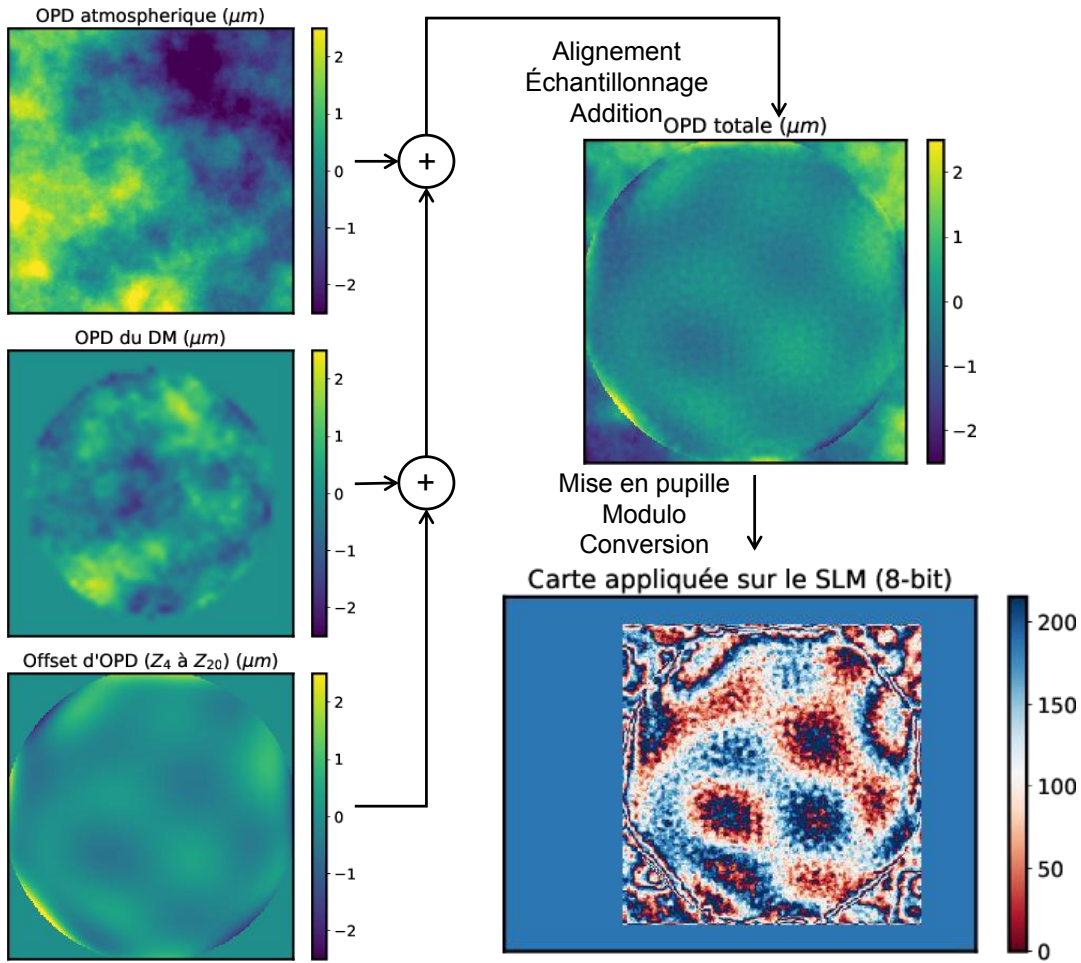 OPD atmospherique (μm)
2
1
0
−1
−2
+
Alignement
Échantillonnage
Addition
OPD totale (μm)
2
1
0
−1
−2
OPD du DM (μm)
2
1
0
−1
−2
+
Mise en pupille
Modulo
Conversion
Carte appliquée sur le SLM (8-bit)
200
150
100
50
0
Offset d'OPD (Z4 à Z20) (μm)
2
1
0
−1
−2